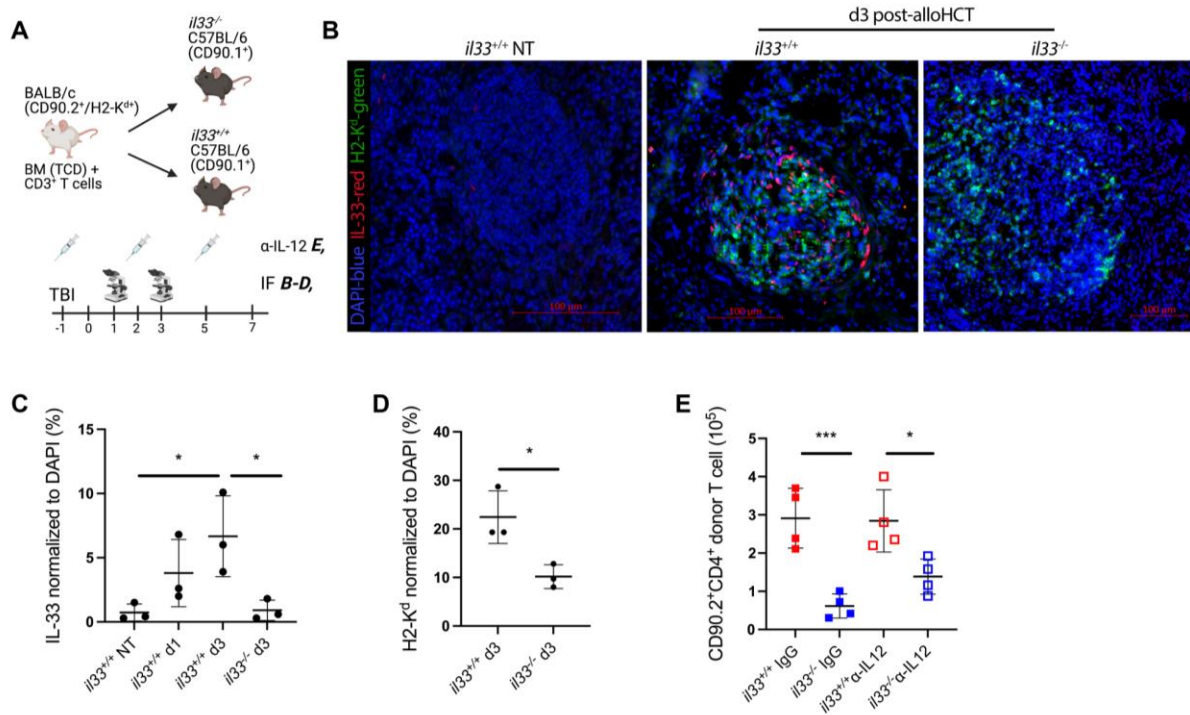 A
il33-/-
C57BL/6
(CD90.1+)
BALB/c
(CD90.2+/H2-Kd+)
il33+/+
C57BL/6
(CD90.1+)
BM (TCD) +
CD3+ T cells
α-IL-12 E,
IF B-D,
TBI
-1 0 1 2 3 5 7
B
d3 post-alloHCT
il33+/+ NT
il33+/+
il33-/-
DAPI-blue IL-33-red H2-Kd-green
100 µm
100 µm
100 µm
C
IL-33 normalized to DAPI (%)
15
10
5
0
* *
il33+/+ NT
il33+/+ d1
il33+/+ d3
il33-/- d3
D
H2-Kd normalized to DAPI (%)
40
30
20
10
0
*
il33+/+ d3
il33-/- d3
E
CD90.2+CD4+ donor T cell (10⁵)
5
4
3
2
1
0
*** *
il33+/+ IgG
il33-/- IgG
il33+/+α-IL12
il33-/-α-IL12